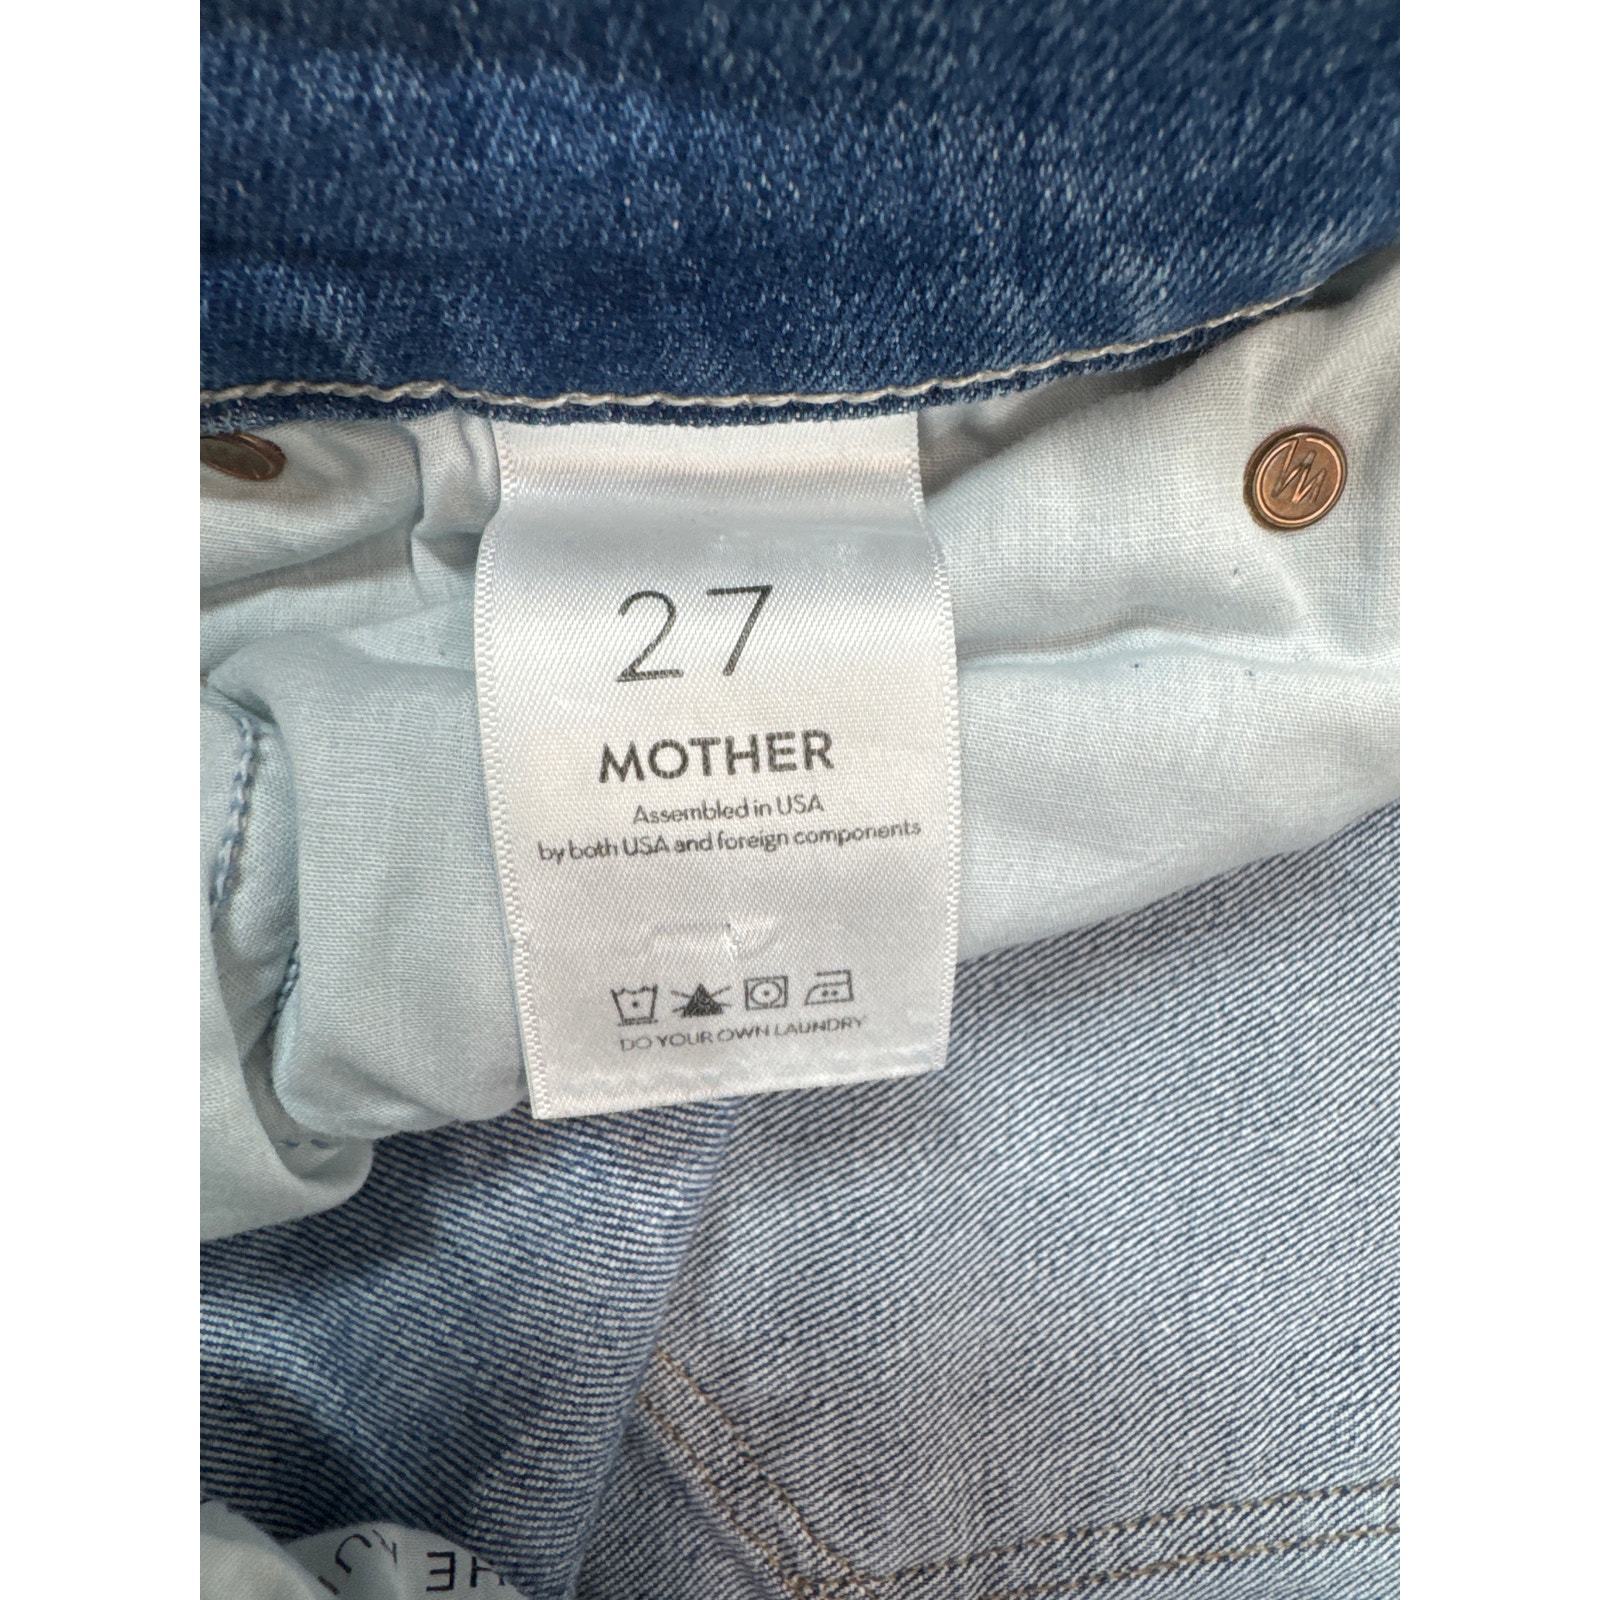 27
MOTHER
Assembled in USA
by both USA and foreign components
DO YOUR OWN LAUNDRY